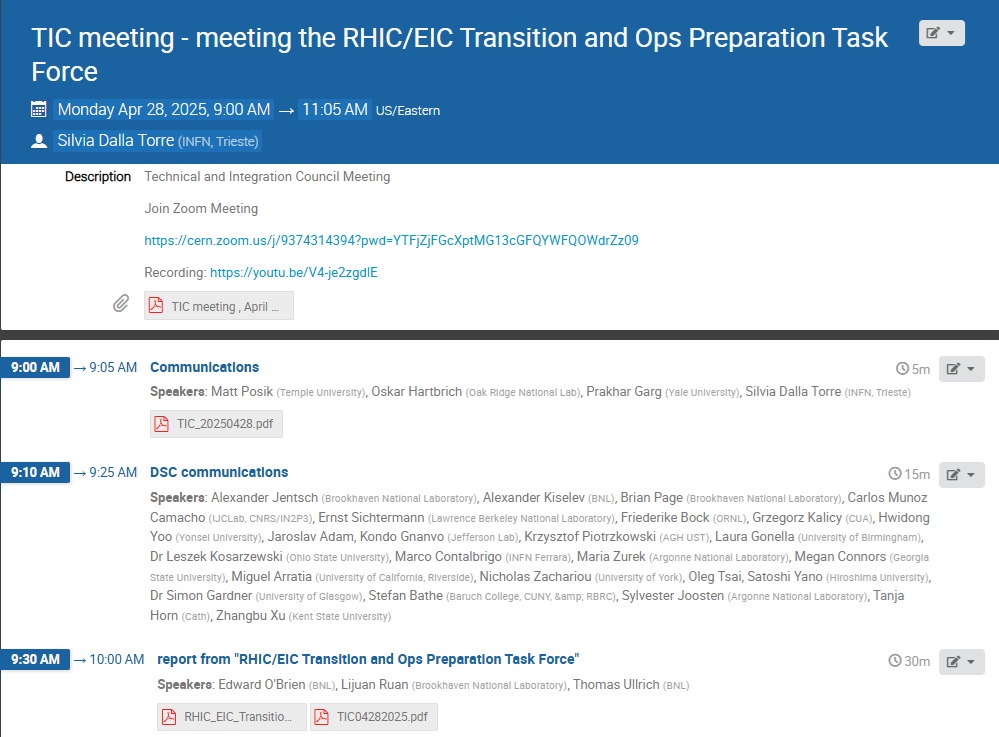 TIC meeting - meeting the RHIC/EIC Transition and Ops Preparation Task
Force
Monday Apr 28, 2025, 9:00 AM → 11:05 AM US/Eastern
Silvia Dalla Torre (INFN, Trieste)
Description Technical and Integration Council Meeting
Join Zoom Meeting
https://cern.zoom.us/j/9374314394?pwd=YTFjZjFGcXptMG13cGFQYWFQOWdrZz09
Recording: https://youtu.be/V4-je2zgdlE
TIC meeting , April ...
9:00 AM → 9:05 AM Communications 5m
Speakers: Matt Posik (Temple University), Oskar Hartbrich (Oak Ridge National Lab), Prakhar Garg (Yale University), Silvia Dalla Torre (INFN, Trieste)
TIC_20250428.pdf
9:10 AM → 9:25 AM DSC communications 15m
Speakers: Alexander Jentsch (Brookhaven National Laboratory), Alexander Kiselev (BNL), Brian Page (Brookhaven National Laboratory), Carlos Munoz
Camacho (IJCLab, CNRS/IN2P3), Ernst Sichtermann (Lawrence Berkeley National Laboratory), Friederike Bock (ORNL), Grzegorz Kalicy (CUA), Hwidong
Yoo (Yonsei University), Jaroslav Adam, Kondo Gnanvo (Jefferson Lab), Krzysztof Piotrzkowski (AGH UST), Laura Gonella (University of Birmingham),
Dr Leszek Kosarzewski (Ohio State University), Marco Contalbrigo (INFN Ferrara), Maria Zurek (Argonne National Laboratory), Megan Connors (Georgia
State University), Miguel Arratia (University of California, Riverside), Nicholas Zachariou (University of York), Oleg Tsai, Satoshi Yano (Hiroshima University),
Dr Simon Gardner (University of Glasgow), Stefan Bathe (Baruch College, CUNY, &amp; RBRC), Sylvester Joosten (Argonne National Laboratory), Tanja
Horn (Cath), Zhangbu Xu (Kent State University)
9:30 AM → 10:00 AM report from "RHIC/EIC Transition and Ops Preparation Task Force" 30m
Speakers: Edward O'Brien (BNL), Lijuan Ruan (Brookhaven National Laboratory), Thomas Ullrich (BNL)
RHIC_EIC_Transitio... TIC04282025.pdf